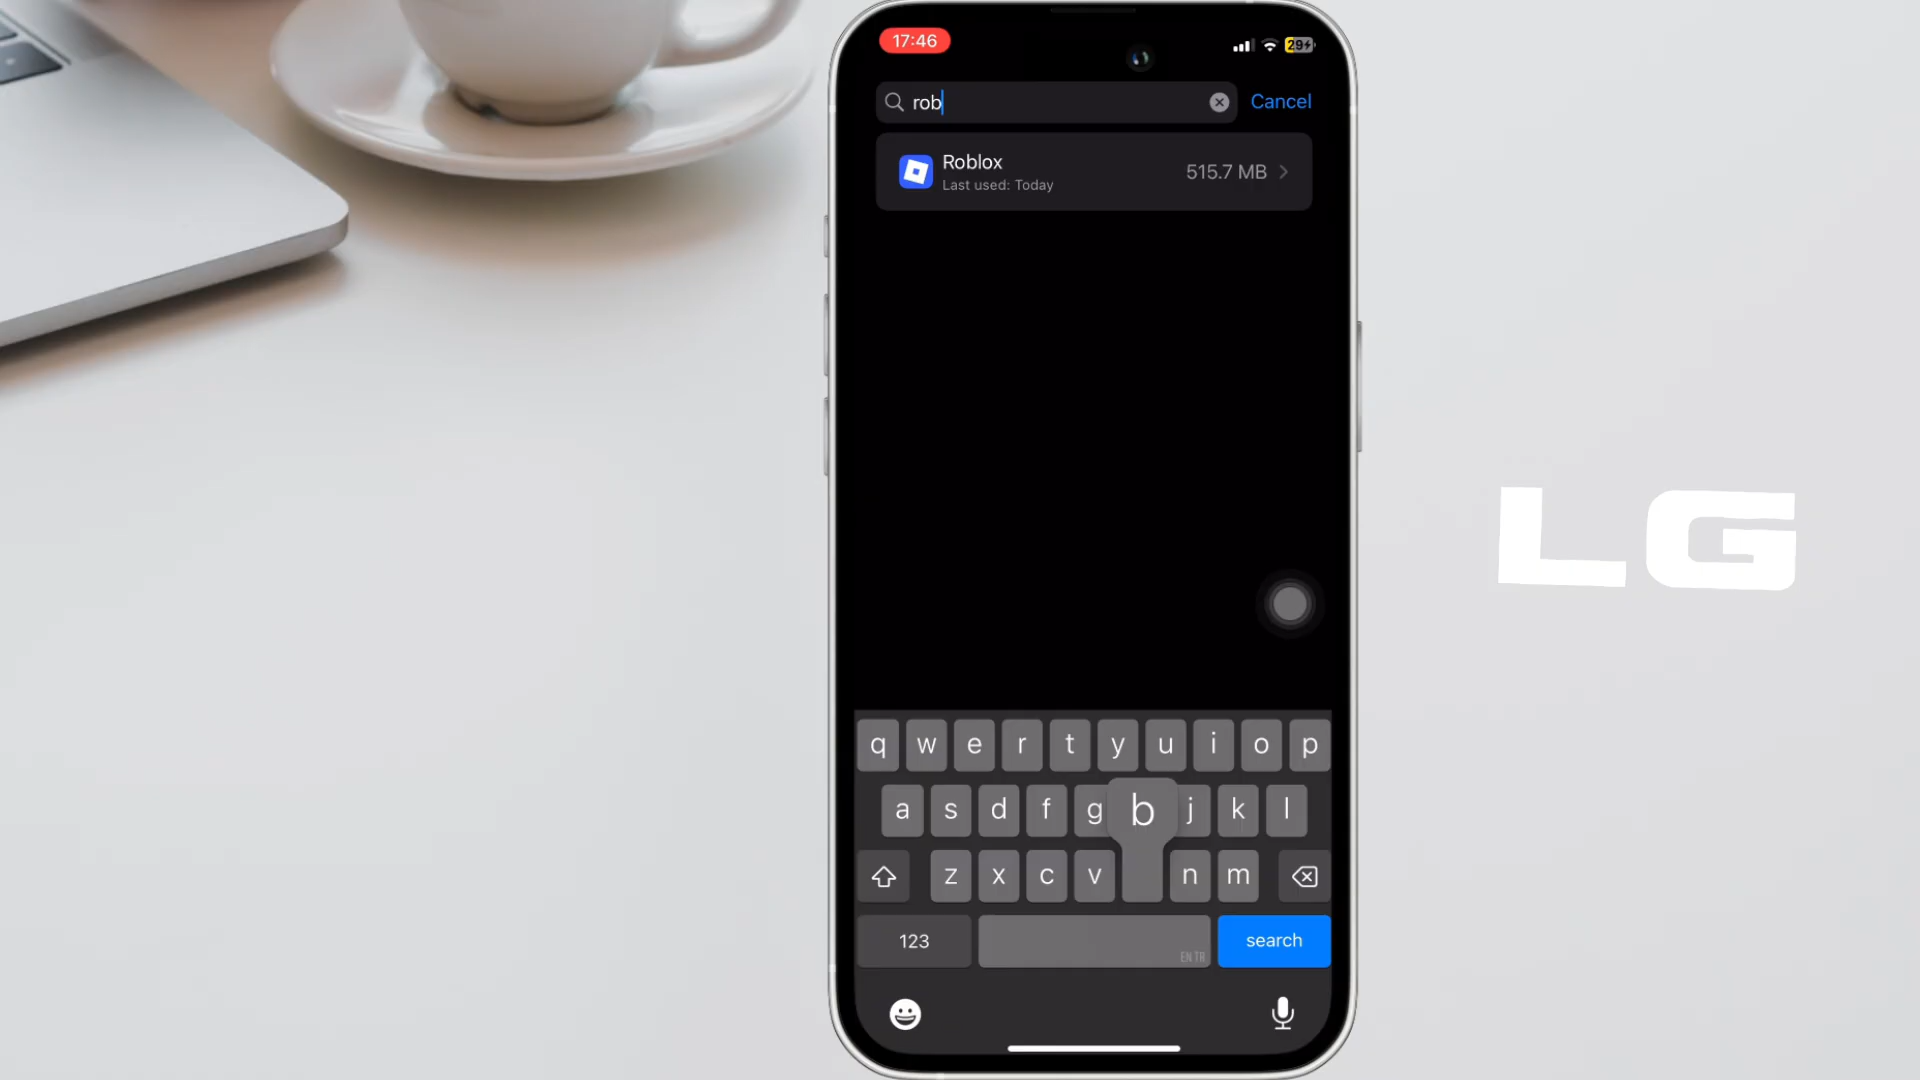 17:46
29
rob
Cancel
Roblox
515.7 MB
Last used: Today
LG
q w e r t y u i o p
a s d f g b j k l
z x c v n m
123
EN TR
search